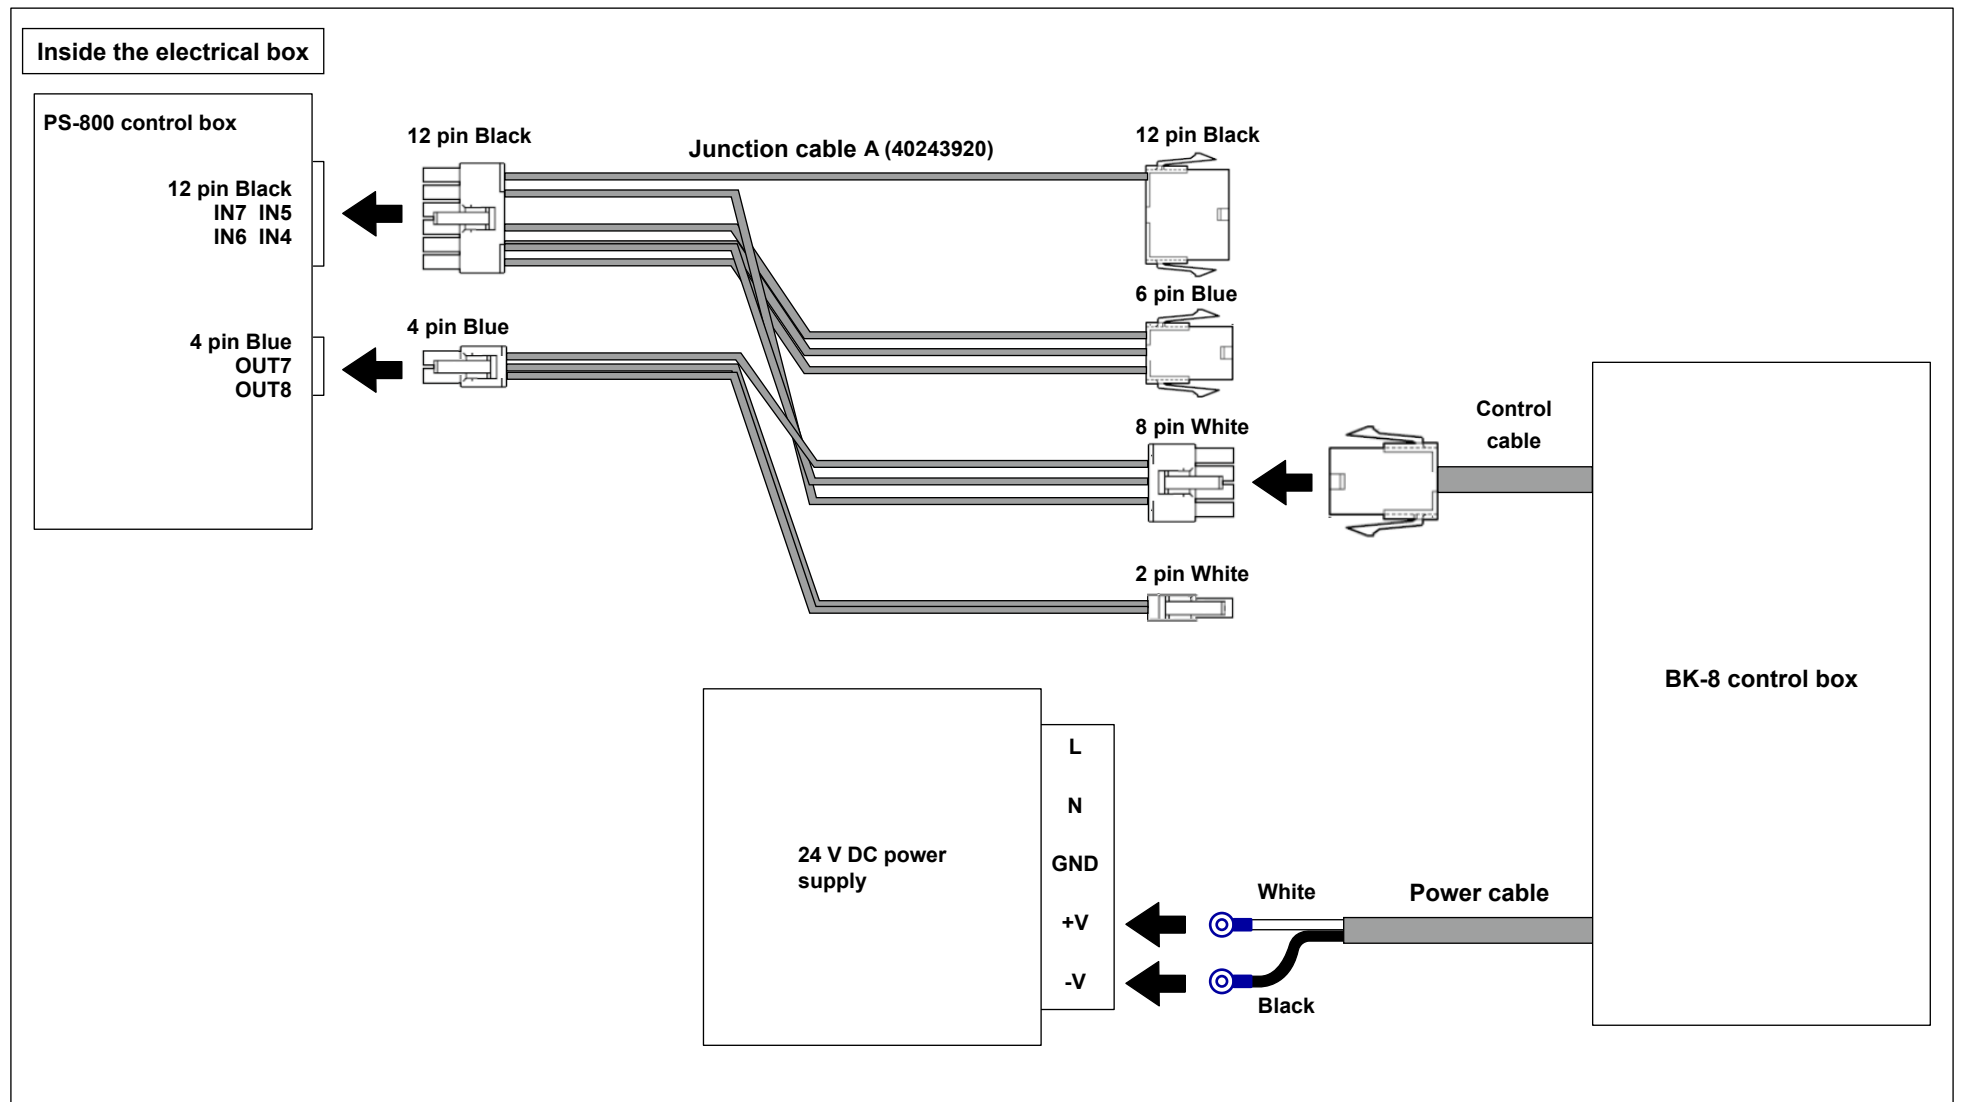 Inside the electrical box
PS-800 control box
12 pin Black
IN7 IN5
IN6 IN4
4 pin Blue
OUT7
OUT8
12 pin Black
Junction cable A (40243920)
12 pin Black
4 pin Blue
6 pin Blue
8 pin White
2 pin White
Control
cable
BK-8 control box
24 V DC power
supply
L
N
GND
+V
-V
White
Black
Power cable